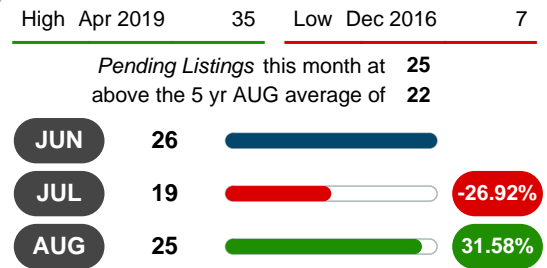 High Apr 2019 35 Low Dec 2016 7
Pending Listings this month at 25
above the 5 yr AUG average of 22
JUN 26
JUL 19 -26.92%
AUG 25 31.58%